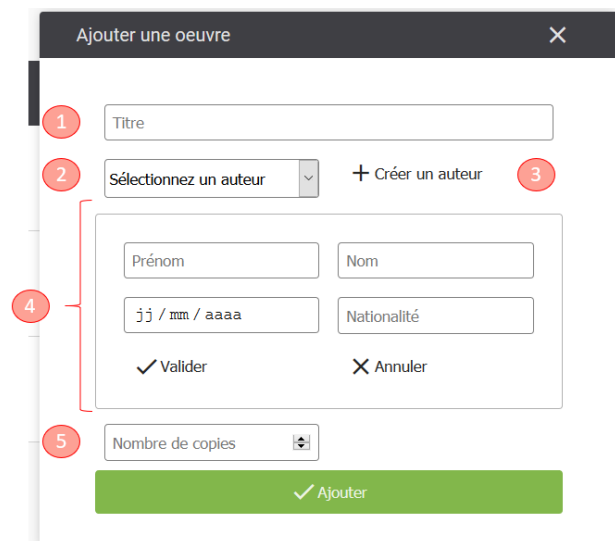 Ajouter une oeuvre
1 Titre
2 Sélectionnez un auteur + Créer un auteur 3
Prénom Nom
4 jj / mm / aaaa Nationalité
Valider Annuler
5 Nombre de copies
Ajouter